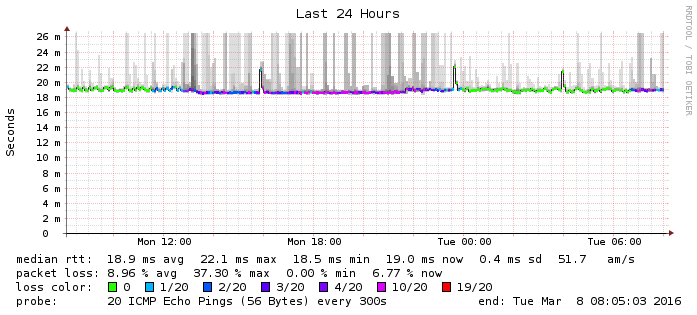 Last 24 Hours
RRDTOOL / TOBI OETIKER
Seconds
26 m
24 m
22 m
20 m
18 m
16 m
14 m
12 m
10 m
8 m
6 m
4 m
2 m
0
Mon 12:00 Mon 18:00 Tue 00:00 Tue 06:00
median rtt: 18.9 ms avg 22.1 ms max 18.5 ms min 19.0 ms now 0.4 ms sd 51.7 am/s
packet loss: 8.96 % avg 37.30 % max 0.00 % min 6.77 % now
loss color: 0 1/20 2/20 3/20 4/20 10/20 19/20
probe: 20 ICMP Echo Pings (56 Bytes) every 300s end: Tue Mar 8 08:05:03 2016